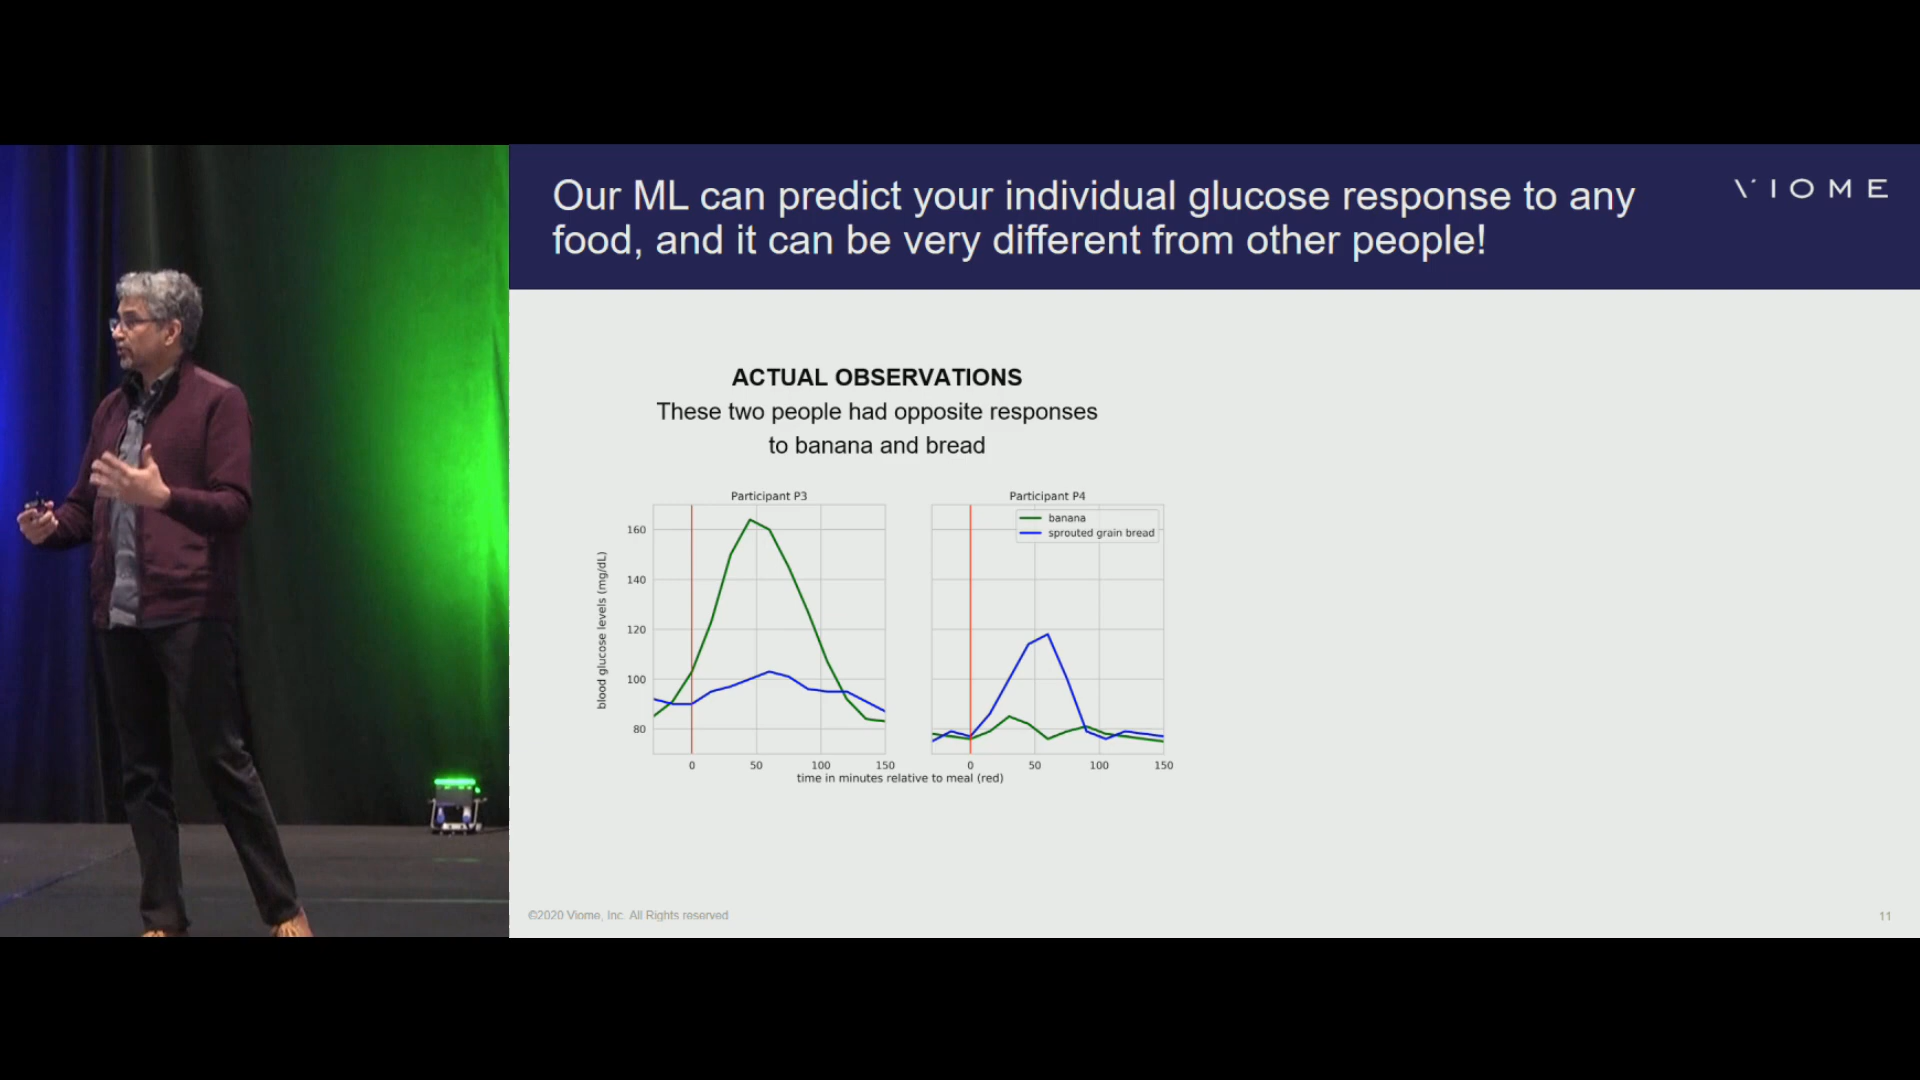 Our ML can predict your individual glucose response to any
food, and it can be very different from other people!
VIOME
ACTUAL OBSERVATIONS
These two people had opposite responses
to banana and bread
Participant P3
Participant P4
banana
sprouted grain bread
blood glucose levels (mg/dL)
160
140
120
100
80
0 50 100 150
0 50 100 150
time in minutes relative to meal (red)
©2020 Viome, Inc. All Rights reserved
11